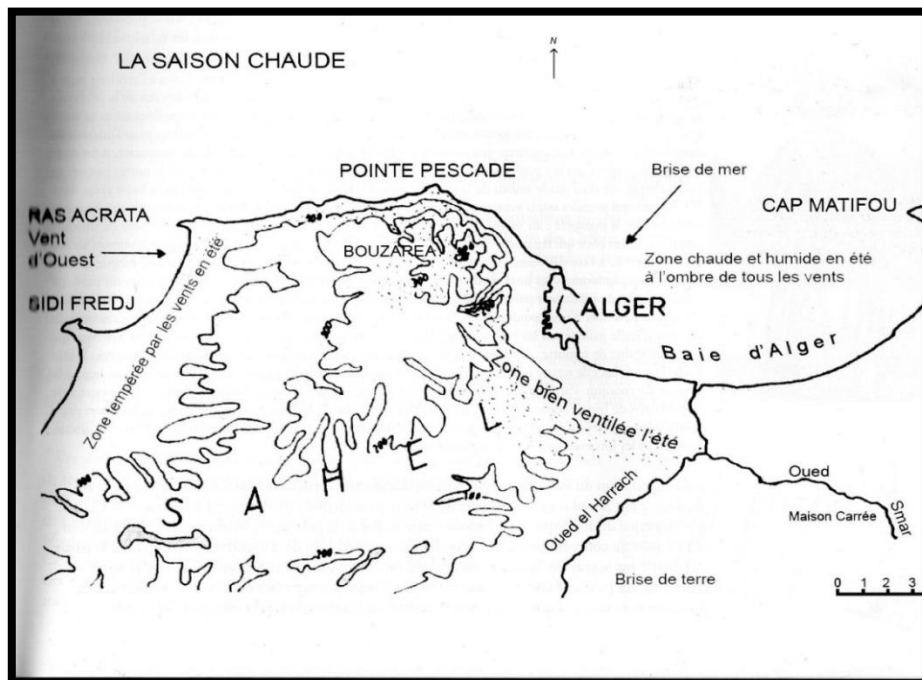 LA SAISON CHAUDE
N
POINTE PESCADE
Brise de mer
RAS ACRATA
Vent
d'Ouest
CAP MATIFOU
BOUZAREA
Zone chaude et humide en été
à l'ombre de tous les vents
SIDI FREDJ
ALGER
Baie d'Alger
Zone tempérée par les vents en été
Zone bien ventilée l'été
SAHEL
Oued el Harrach
Oued
Smar
Maison Carrée
Brise de terre
0 1 2 3